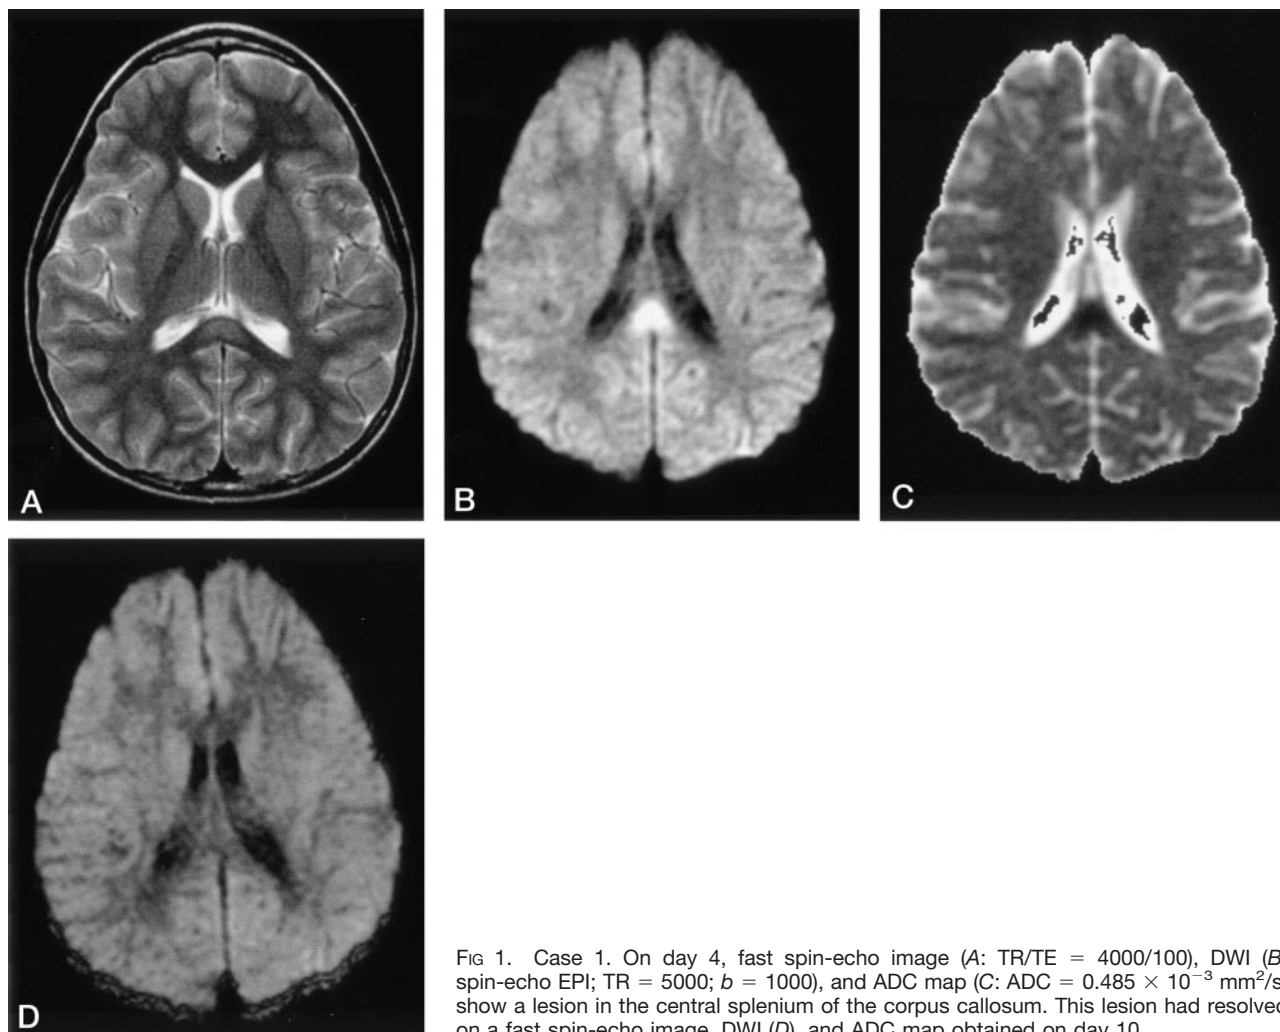 A
B
C
D
FIG 1. Case 1. On day 4, fast spin-echo image (A: TR/TE = 4000/100), DWI (B:
spin-echo EPI; TR = 5000; b = 1000), and ADC map (C: ADC = 0.485 × 10⁻³ mm²/s)
show a lesion in the central splenium of the corpus callosum. This lesion had resolved
on a fast spin-echo image, DWI (D), and ADC map obtained on day 10.